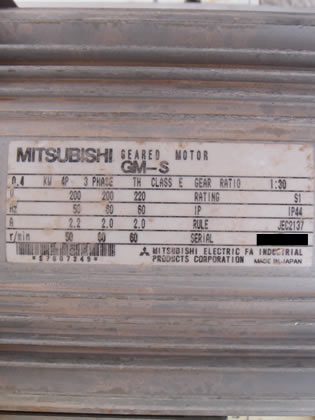 MITSUBISHI GEARED MOTOR
GM-S
0.4 KW 4P 3 PHASE TH CLASS E GEAR RATIO 1:30
V 200 200 220 RATING S1
Hz 50 60 60 IP IP44
A 2.2 2.0 2.0 RULE JEC2137
r/min 50 60 60 SERIAL
MITSUBISHI ELECTRIC FA INDUSTRIAL
PRODUCTS CORPORATION MADE IN JAPAN